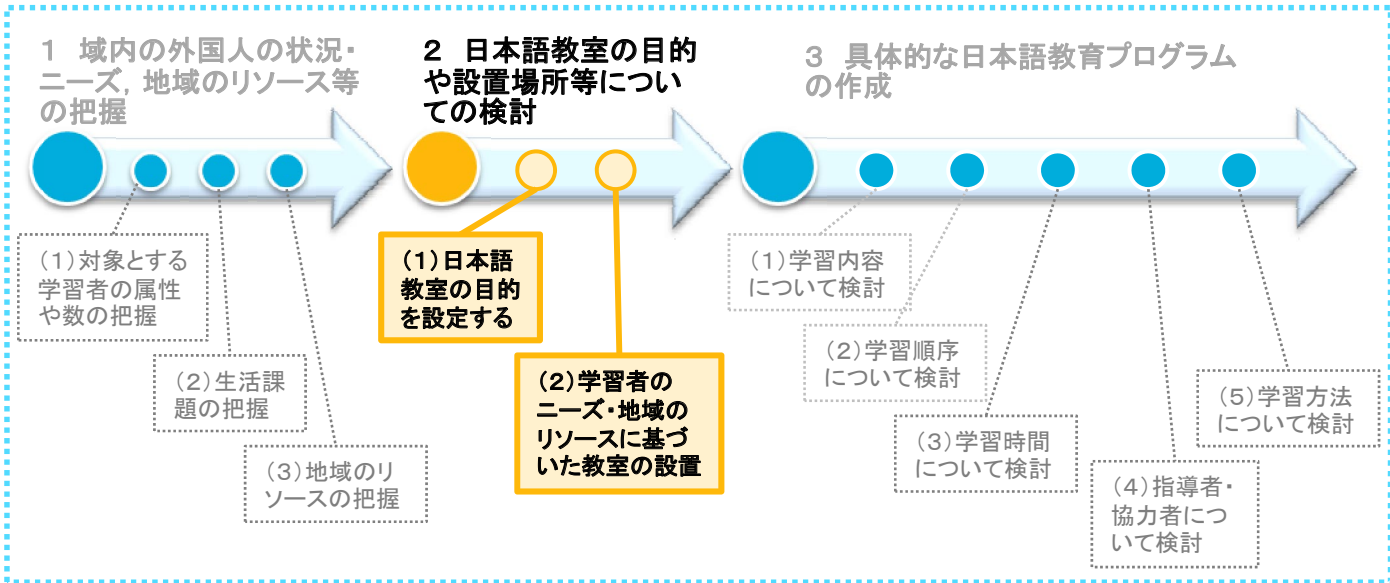 1 域内の外国人の状況・
ニーズ，地域のリソース等
の把握
(1)対象とする
学習者の属性
や数の把握
(2)生活課
題の把握
(3)地域のリ
ソースの把握
2 日本語教室の目的
や設置場所等につい
ての検討
(1)日本語
教室の目的
を設定する
(2)学習者の
ニーズ・地域の
リソースに基づ
いた教室の設置
3 具体的な日本語教育プログラム
の作成
(1)学習内容
について検討
(2)学習順序
について検討
(3)学習時間
について検討
(4)指導者・
協力者につ
いて検討
(5)学習方法
について検討